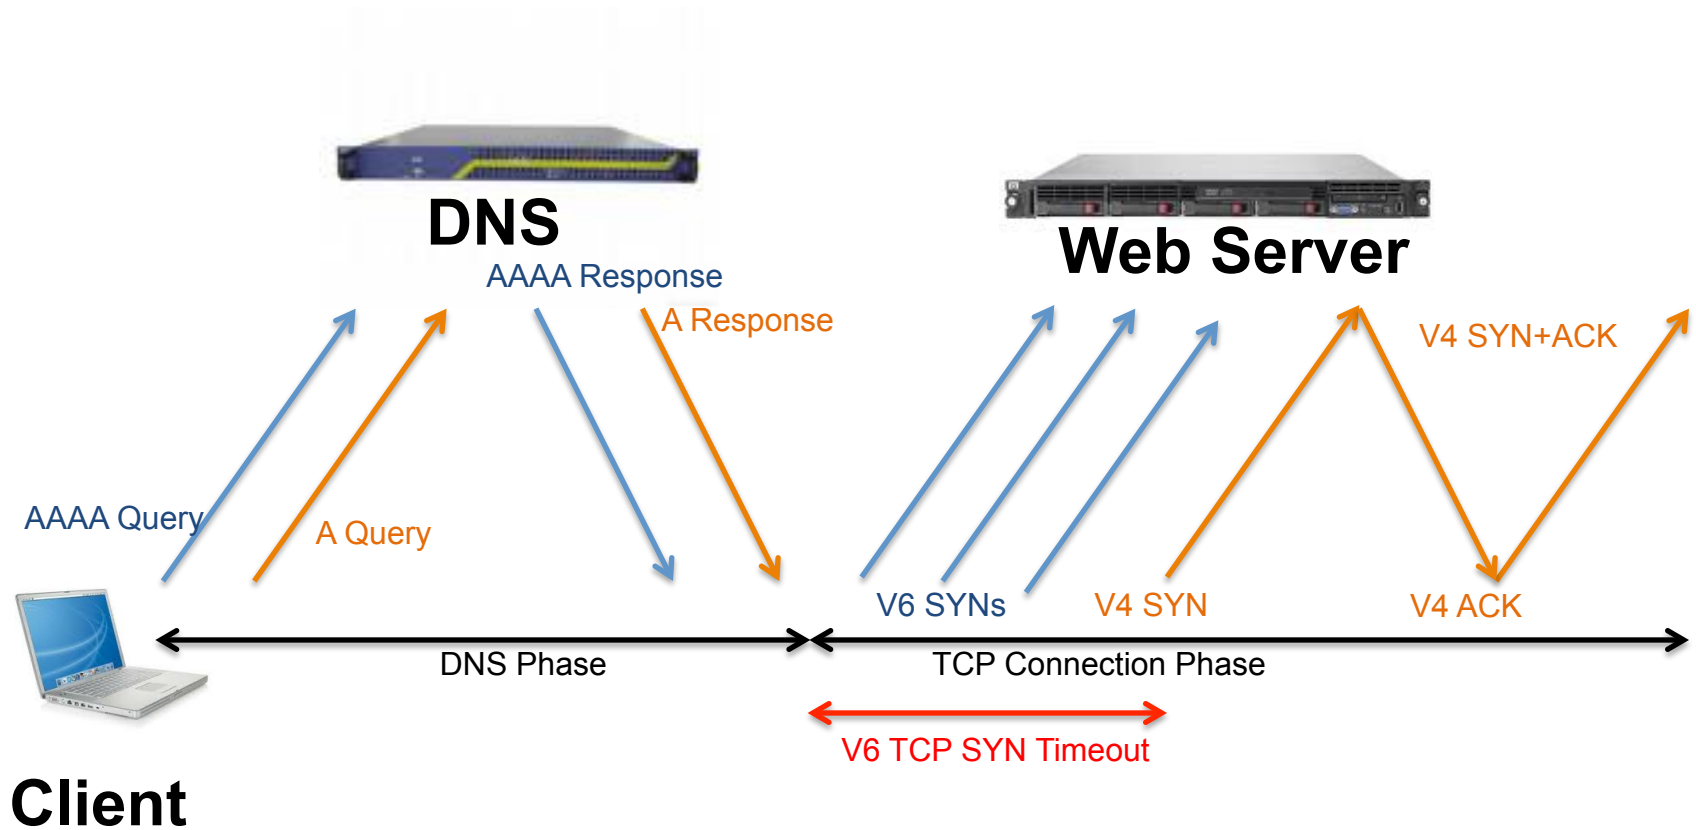 DNS
Web Server
AAAA Response
A Response
V4 SYN+ACK
AAAA Query
A Query
V6 SYNs
V4 SYN
V4 ACK
DNS Phase
TCP Connection Phase
V6 TCP SYN Timeout
Client